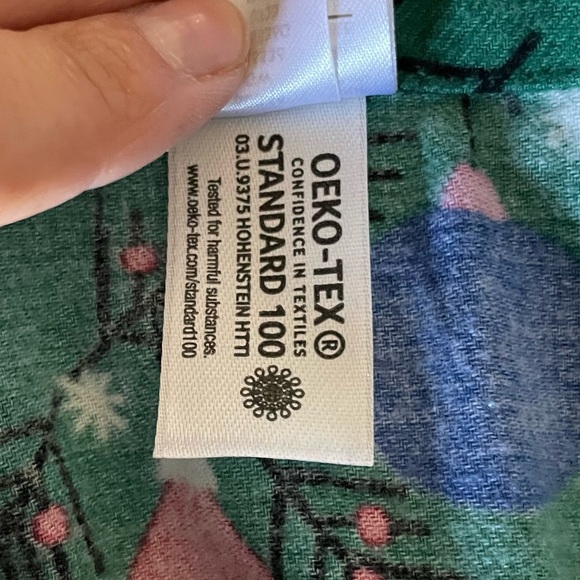 OEKO-TEX®
CONFIDENCE IN TEXTILES
STANDARD 100
03.U.9375 HOHENSTEIN HTTI
Tested for harmful substances.
www.oeko-tex.com/standard100